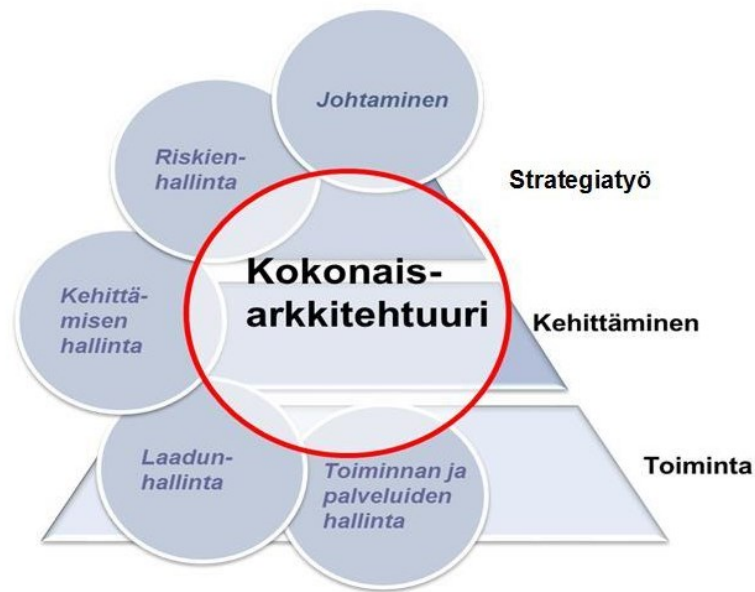 Johtaminen
Riskien-
hallinta
Strategiatyö
Kokonais-
arkkitehtuuri
Kehittä-
misen
hallinta
Kehittäminen
Laadun-
hallinta
Toiminnan ja
palveluiden
hallinta
Toiminta